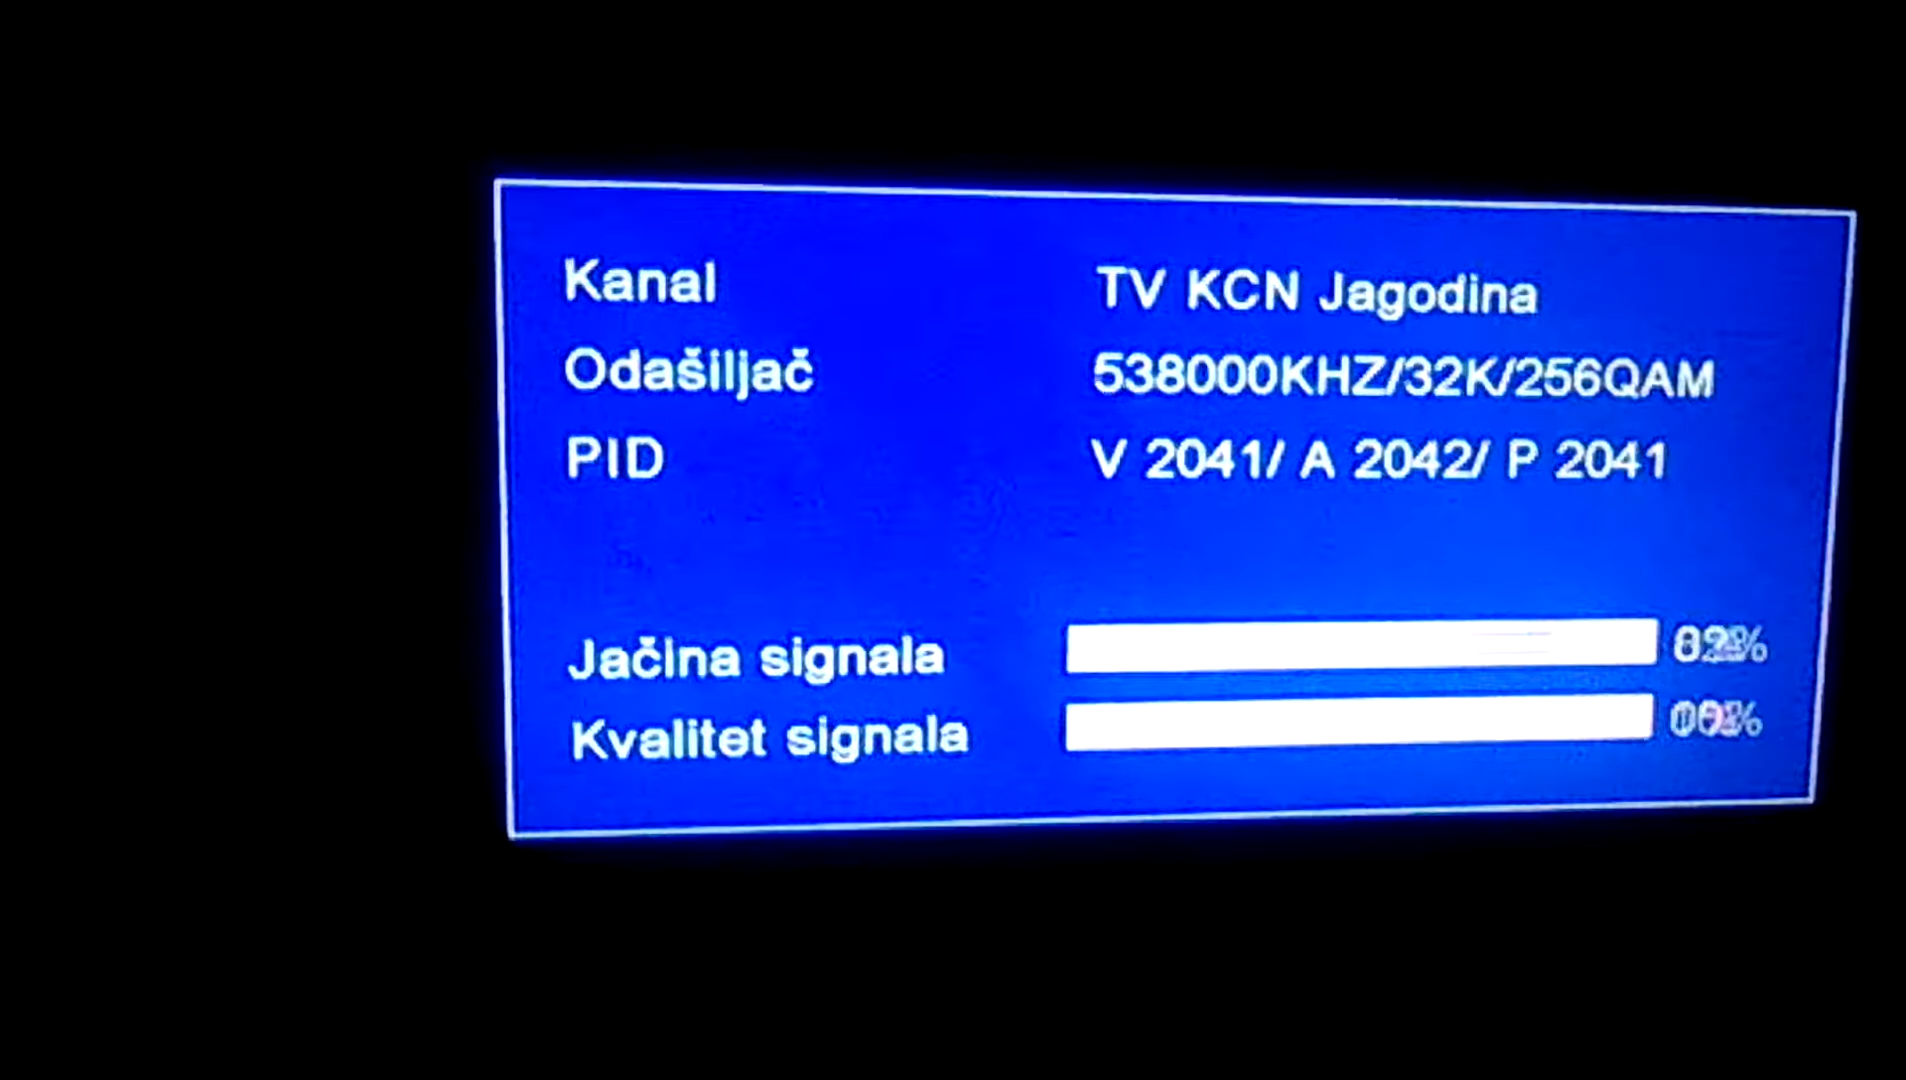 Kanal TV KCN Jagodina
Odašiljač 538000KHZ/32K/256QAM
PID V 2041/ A 2042/ P 2041
Jačina signala
Kvalitet signala